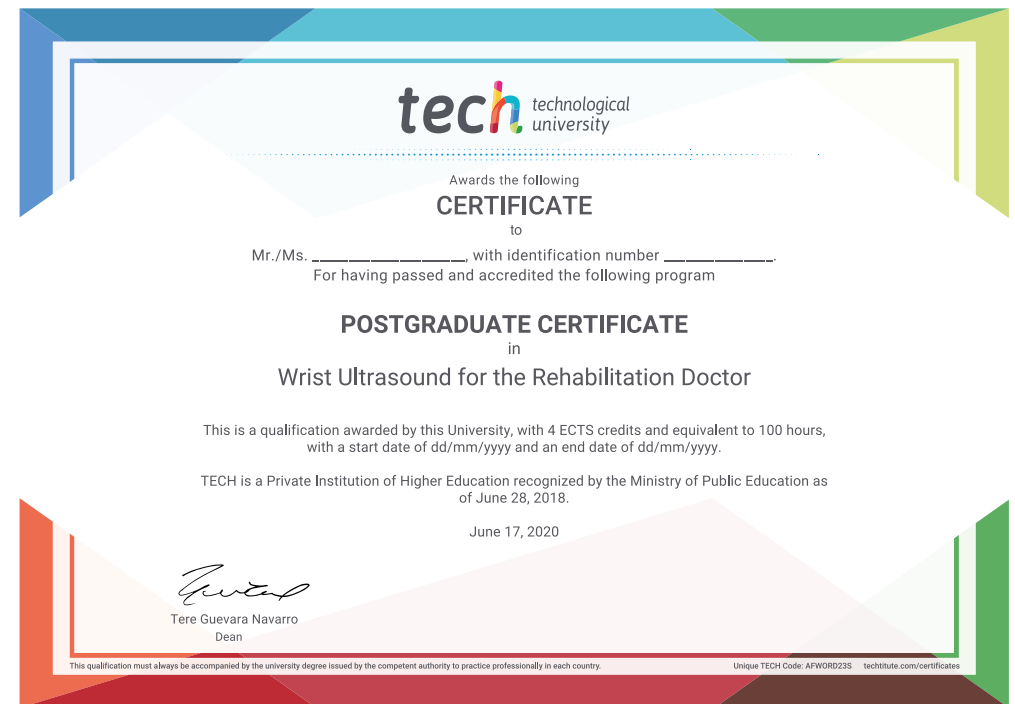 tech technological
university
Awards the following
CERTIFICATE
to
Mr./Ms. _________________, with identification number ____________.
For having passed and accredited the following program
POSTGRADUATE CERTIFICATE
in
Wrist Ultrasound for the Rehabilitation Doctor
This is a qualification awarded by this University, with 4 ECTS credits and equivalent to 100 hours,
with a start date of dd/mm/yyyy and an end date of dd/mm/yyyy.
TECH is a Private Institution of Higher Education recognized by the Ministry of Public Education as
of June 28, 2018.
June 17, 2020
Tere Guevara Navarro
Dean
This qualification must always be accompanied by the university degree issued by the competent authority to practice professionally in each country.
Unique TECH Code: AFWORD23S techtitute.com/certificates